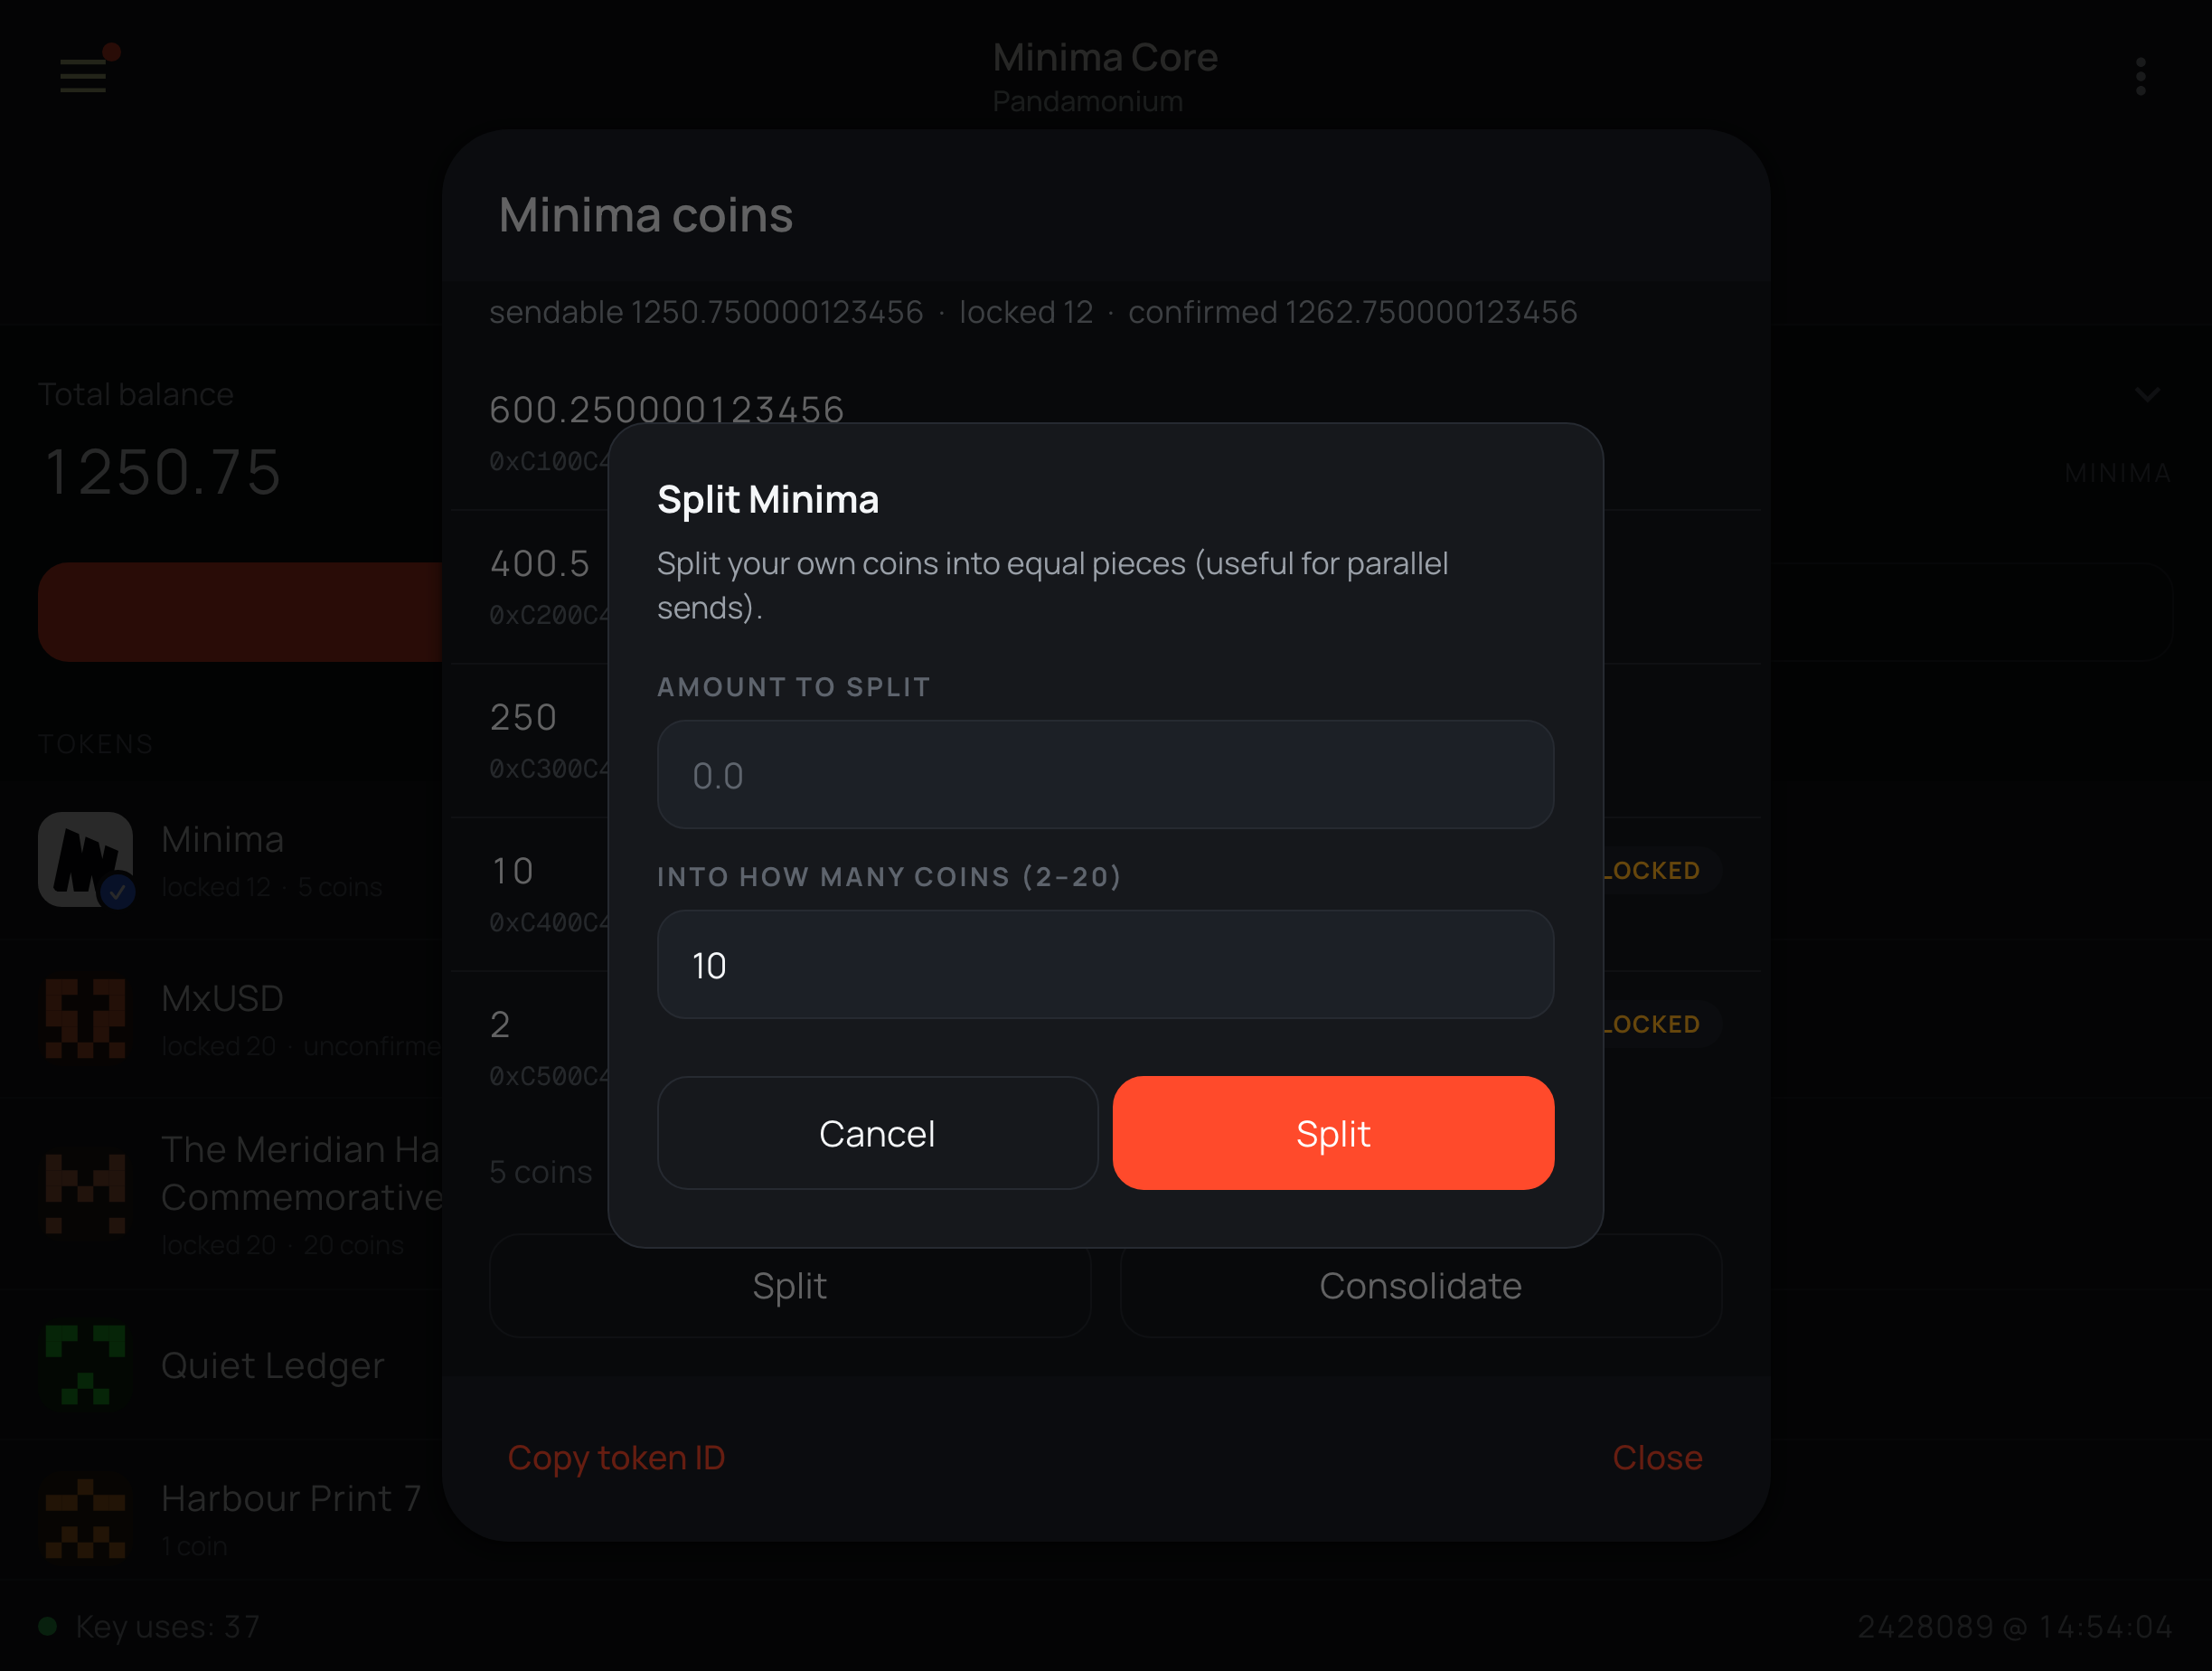 Minima Core
Pandamonium
Minima coins
sendable 1250.750000123456 · locked 12 · confirmed 1262.750000123456
Total balance
1250.75
MINIMA
600.250000123456
0xC100C4
400.5
0xC200C4
250
0xC300C4
10
LOCKED
0xC400C4
2
LOCKED
0xC500C4
5 coins
Split Minima
Split your own coins into equal pieces (useful for parallel
sends).
AMOUNT TO SPLIT
0.0
INTO HOW MANY COINS (2–20)
10
Cancel
Split
Split
Consolidate
Copy token ID
Close
TOKENS
Minima
locked 12 · 5 coins
MxUSD
locked 20 · unconfirme
The Meridian Ha
Commemorative
locked 20 · 20 coins
Quiet Ledger
Harbour Print 7
1 coin
Key uses: 37
2428089 @ 14:54:04